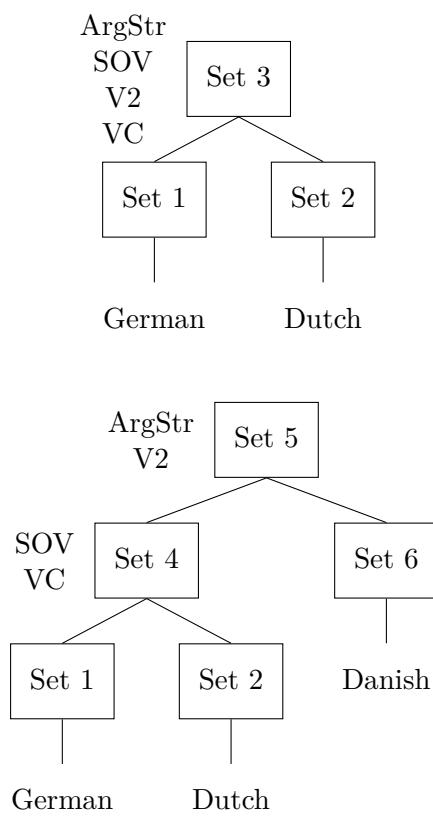 ArgStr
SOV
V2
VC
Set 3
Set 1
Set 2
German
Dutch
ArgStr
V2
Set 5
SOV
VC
Set 4
Set 6
Set 1
Set 2
Danish
German
Dutch